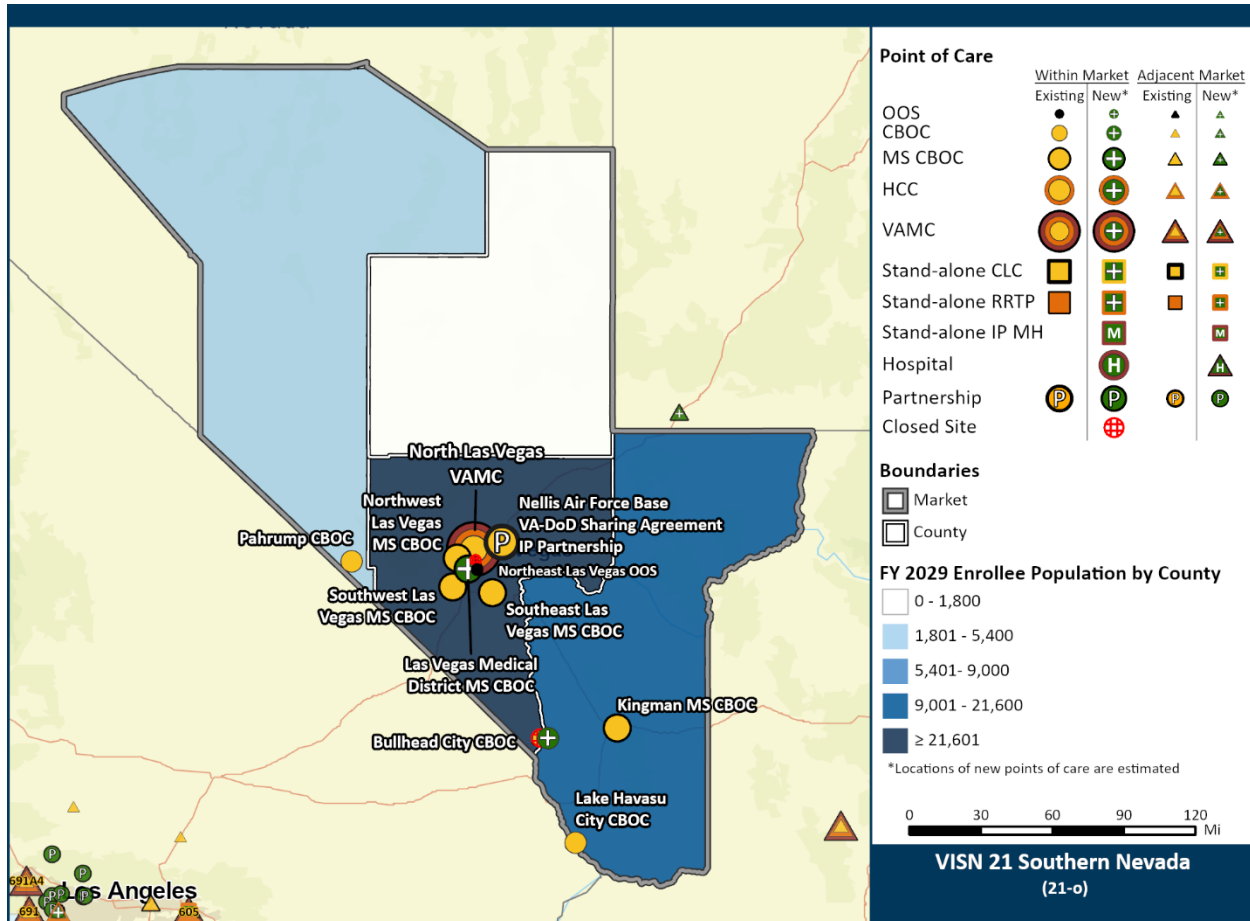 Nevada
North Las Vegas
VAMC
Northwest
Las Vegas
MS CBOC
Nellis Air Force Base
VA-DoD Sharing Agreement
IP Partnership
P
Pahrump CBOC
Northeast Las Vegas OOS
Southwest Las
Vegas MS CBOC
Southeast Las
Vegas MS CBOC
Las Vegas Medical
District MS CBOC
Kingman MS CBOC
Bullhead City CBOC
Lake Havasu
City CBOC
P
P
P
P
P
P
P
691A4
Los Angeles
691
605
Point of Care
Within Market Adjacent Market
Existing New* Existing New*
OOS
CBOC
MS CBOC
HCC
VAMC
Stand-alone CLC
Stand-alone RRTP
Stand-alone IP MH M M
Hospital H H
Partnership P P P P
Closed Site
Boundaries
Market
County
FY 2029 Enrollee Population by County
0 - 1,800
1,801 - 5,400
5,401- 9,000
9,001 - 21,600
≥ 21,601
*Locations of new points of care are estimated
0 30 60 90 120
Mi
VISN 21 Southern Nevada
(21-o)